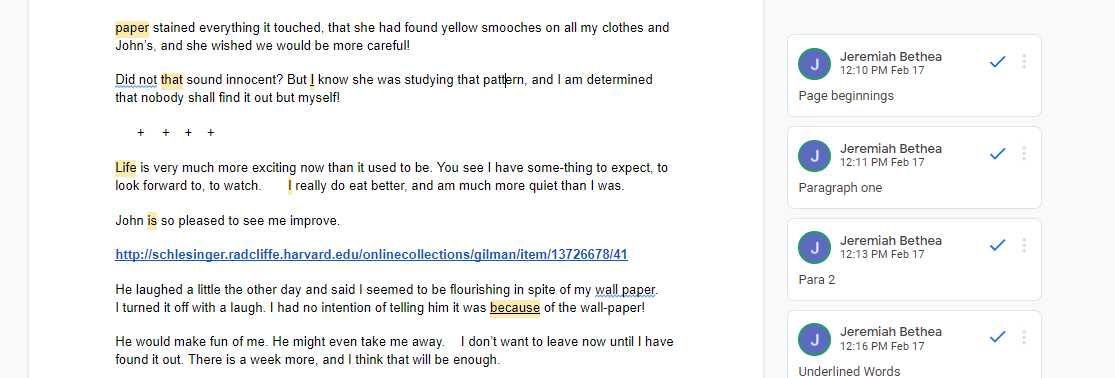 paper stained everything it touched, that she had found yellow smooches on all my clothes and
John's, and she wished we would be more careful!
Did not that sound innocent? But I know she was studying that pattern, and I am determined
that nobody shall find it out but myself!
+ + + +
Life is very much more exciting now than it used to be. You see I have some-thing to expect, to
look forward to, to watch. I really do eat better, and am much more quiet than I was.
John is so pleased to see me improve.
http://schlesinger.radcliffe.harvard.edu/onlinecollections/gilman/item/13726678/41
He laughed a little the other day and said I seemed to be flourishing in spite of my wall paper.
I turned it off with a laugh. I had no intention of telling him it was because of the wall-paper!
He would make fun of me. He might even take me away. I don't want to leave now until I have
found it out. There is a week more, and I think that will be enough.
J
Jeremiah Bethea
12:10 PM Feb 17
Page beginnings
J
Jeremiah Bethea
12:11 PM Feb 17
Paragraph one
J
Jeremiah Bethea
12:13 PM Feb 17
Para 2
J
Jeremiah Bethea
12:16 PM Feb 17
Underlined Words